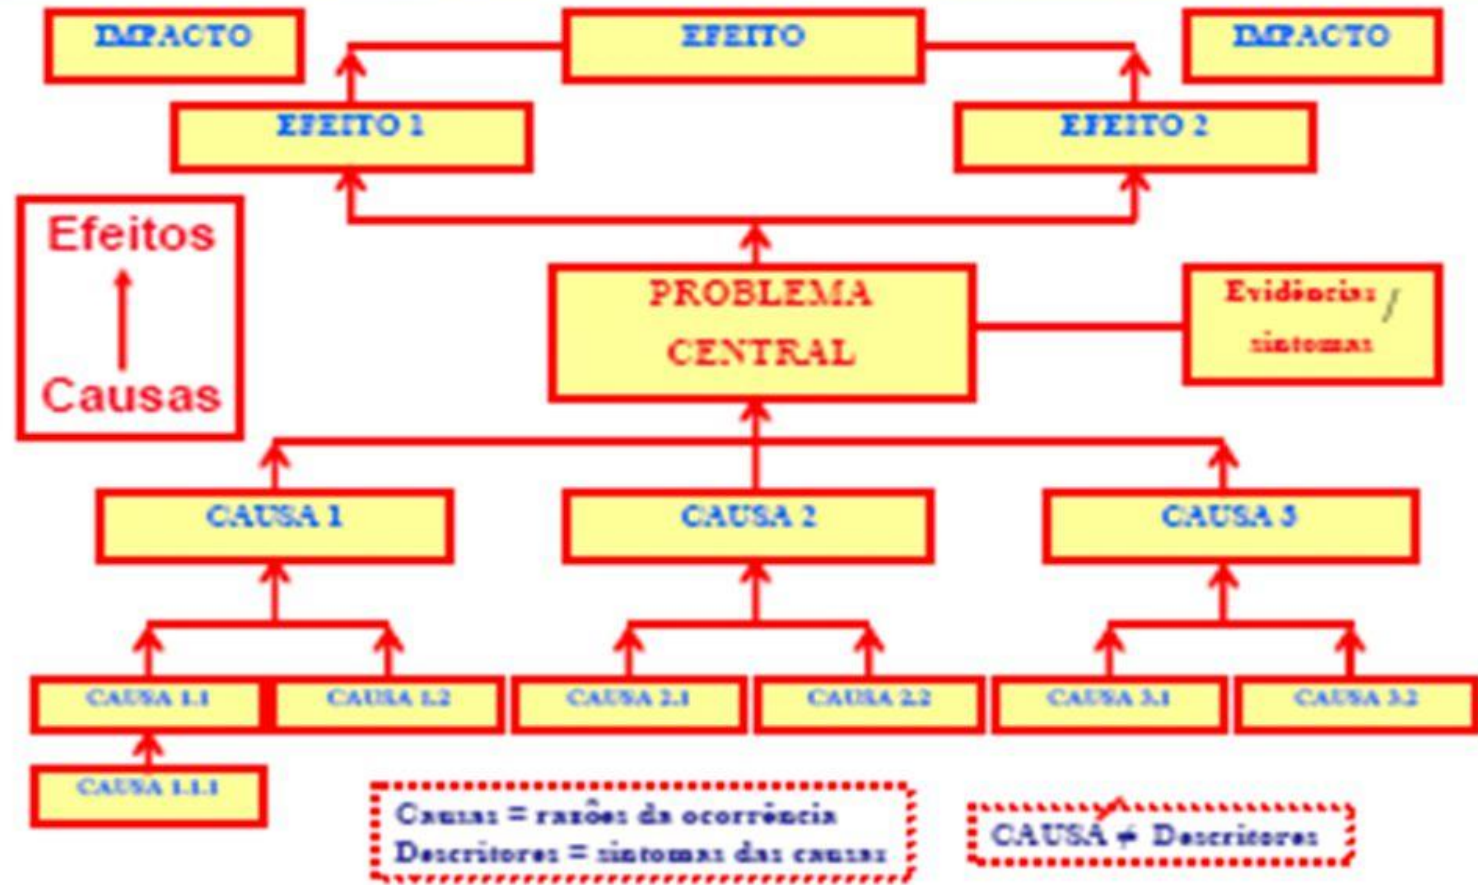 IMPACTO
EFEITO
IMPACTO
EFEITO 1
EFEITO 2
Efeitos
Causas
PROBLEMA
CENTRAL
Evidências /
sintomas
CAUSA 1
CAUSA 2
CAUSA 3
CAUSA 1.1
CAUSA 1.2
CAUSA 2.1
CAUSA 2.2
CAUSA 3.1
CAUSA 3.2
CAUSA 1.1.1
Causas = razões da ocorrência
Descritores = sintomas das causas
CAUSA ≠ Descritores